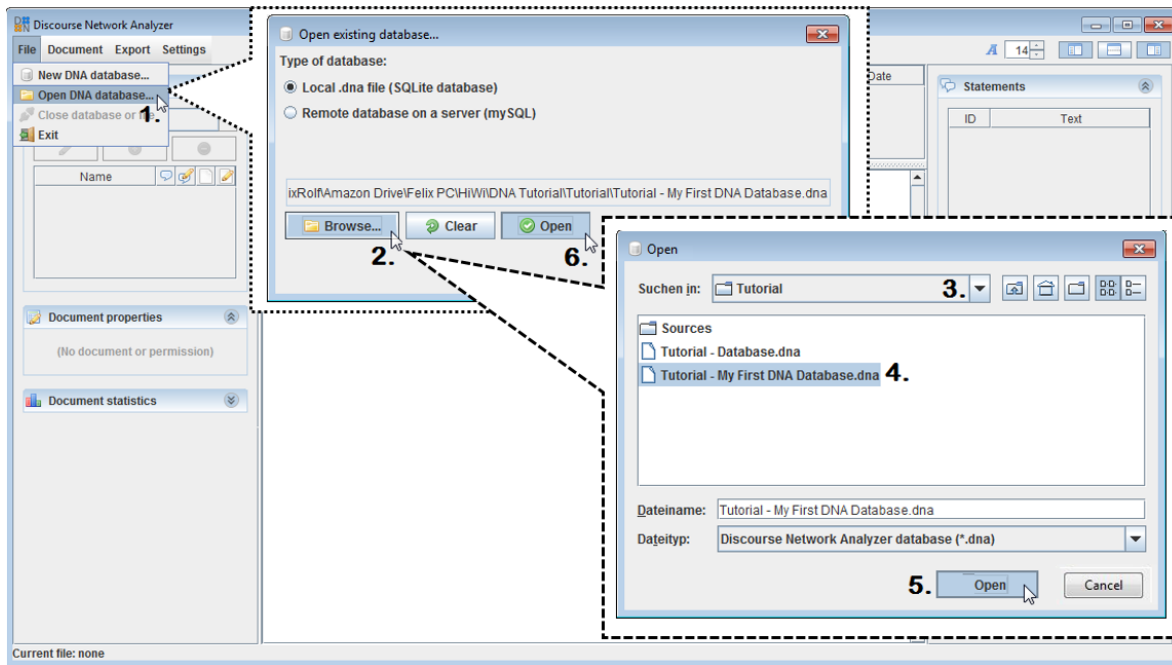 Discourse Network Analyzer
File Document Export Settings
New DNA database...
Open DNA database...
1.
Close database or file
Exit
Name
Document properties
(No document or permission)
Document statistics
Current file: none
Open existing database...
Type of database:
Local .dna file (SQLite database)
Remote database on a server (mySQL)
ixRolf\Amazon Drive\Felix PC\HiWi\DNA Tutorial\Tutorial\Tutorial - My First DNA Database.dna
Browse... Clear Open
2. 6.
A 14
Date
Statements
ID Text
Open
Suchen in: Tutorial 3.
Sources
Tutorial - Database.dna
Tutorial - My First DNA Database.dna 4.
Dateiname: Tutorial - My First DNA Database.dna
Dateityp: Discourse Network Analyzer database (*.dna)
5. Open Cancel